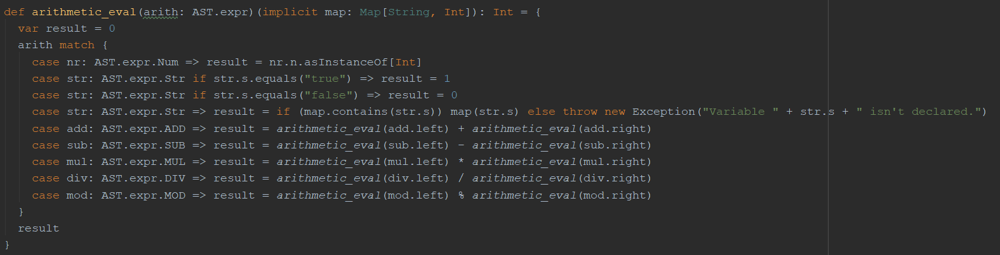 def arithmetic_eval(arith: AST.expr)(implicit map: Map[String, Int]): Int = {
  var result = 0
  arith match {
    case nr: AST.expr.Num => result = nr.n.asInstanceOf[Int]
    case str: AST.expr.Str if str.s.equals("true") => result = 1
    case str: AST.expr.Str if str.s.equals("false") => result = 0
    case str: AST.expr.Str => result = if (map.contains(str.s)) map(str.s) else throw new Exception("Variable " + str.s + " isn't declared.")
    case add: AST.expr.ADD => result = arithmetic_eval(add.left) + arithmetic_eval(add.right)
    case sub: AST.expr.SUB => result = arithmetic_eval(sub.left) - arithmetic_eval(sub.right)
    case mul: AST.expr.MUL => result = arithmetic_eval(mul.left) * arithmetic_eval(mul.right)
    case div: AST.expr.DIV => result = arithmetic_eval(div.left) / arithmetic_eval(div.right)
    case mod: AST.expr.MOD => result = arithmetic_eval(mod.left) % arithmetic_eval(mod.right)
  }
  result
}